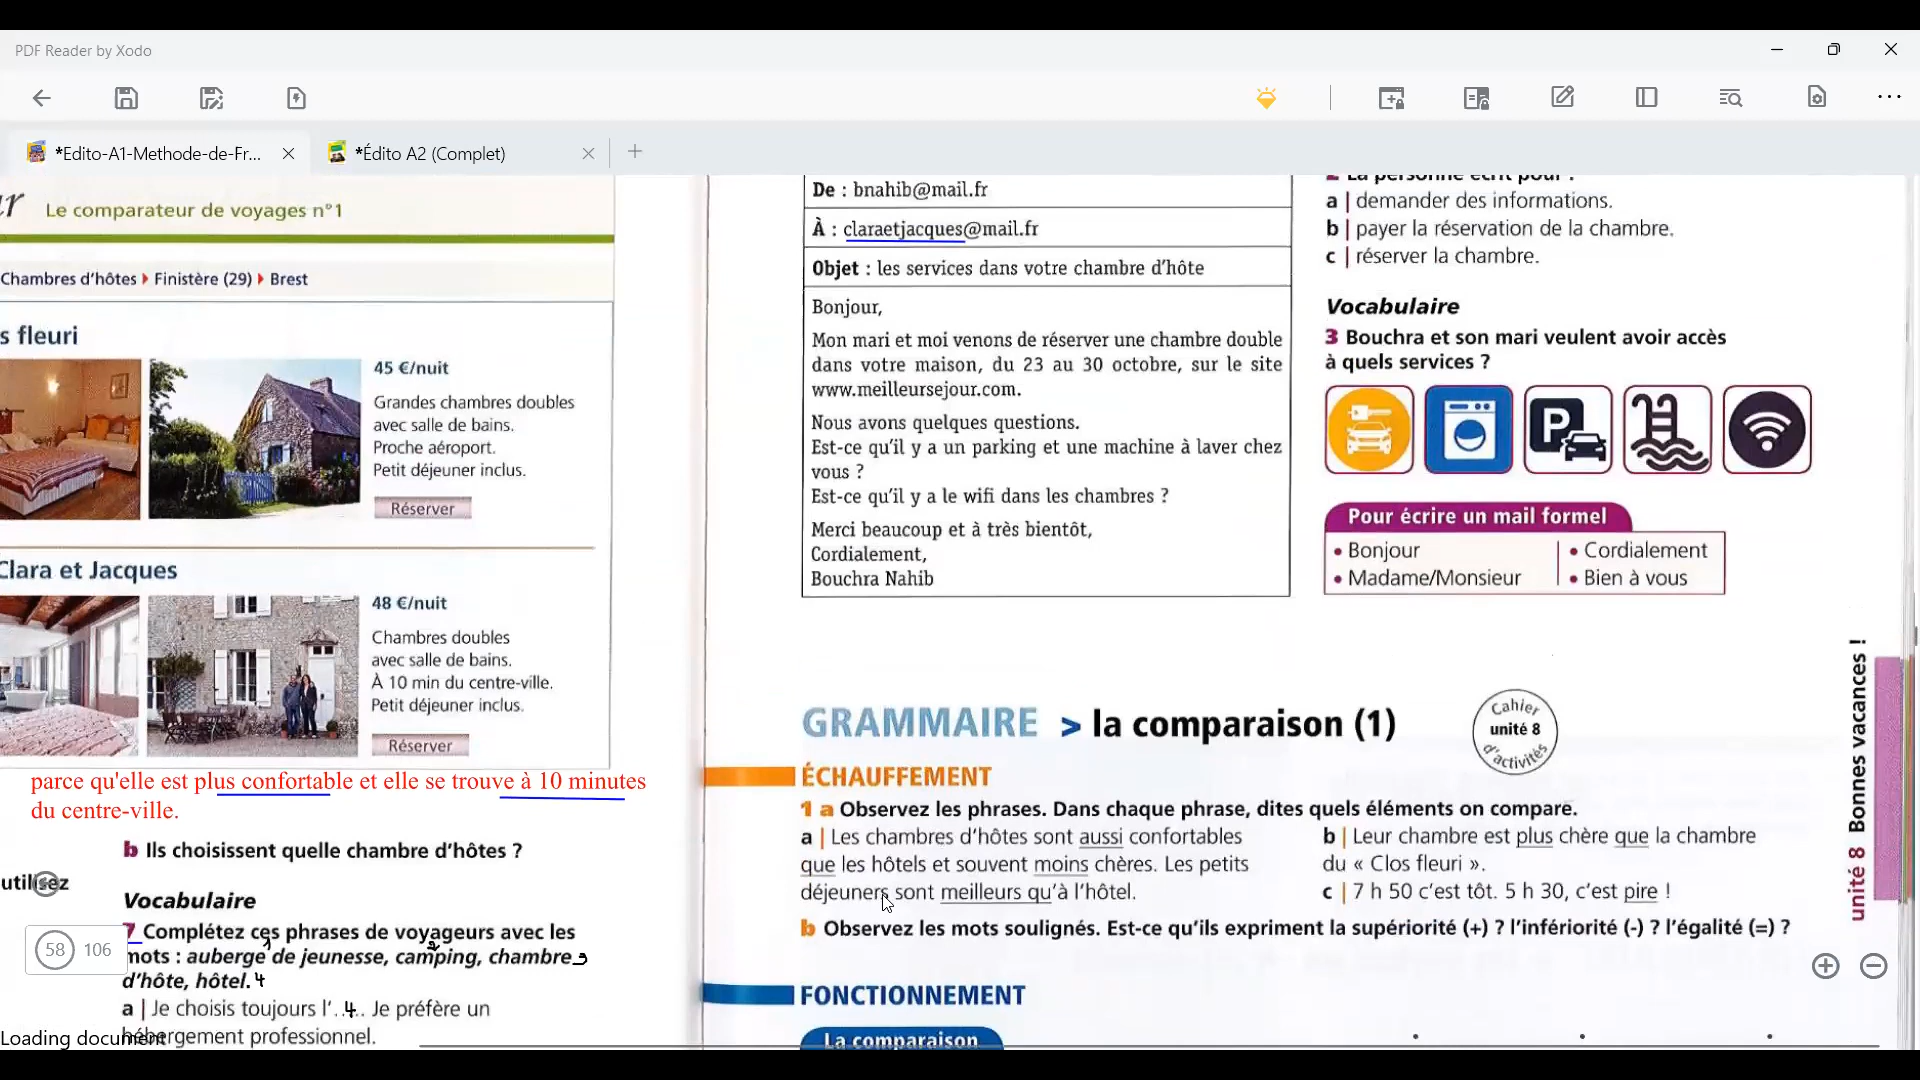 PDF Reader by Xodo
*Edito-A1-Methode-de-Fr...
*Édito A2 (Complet)
Le comparateur de voyages n°1
Chambres d'hôtes Finistère (29) Brest
s fleuri
45 €/nuit
Grandes chambres doubles
avec salle de bains.
Proche aéroport.
Petit déjeuner inclus.
Réserver
Clara et Jacques
48 €/nuit
Chambres doubles
avec salle de bains.
À 10 min du centre-ville.
Petit déjeuner inclus.
Réserver
parce qu'elle est plus confortable et elle se trouve à 10 minutes
du centre-ville.
b Ils choisissent quelle chambre d'hôtes ?
utilisez
Vocabulaire
7 Complétez ces phrases de voyageurs avec les
mots : auberge de jeunesse, camping, chambre
d'hôte, hôtel. 4
a | Je choisis toujours l'..4.. Je préfère un
hébergement professionnel.
58 106
Loading document
De : bnahib@mail.fr
À : claraetjacques@mail.fr
Objet : les services dans votre chambre d'hôte
Bonjour,
Mon mari et moi venons de réserver une chambre double
dans votre maison, du 23 au 30 octobre, sur le site
www.meilleursejour.com.
Nous avons quelques questions.
Est-ce qu'il y a un parking et une machine à laver chez
vous ?
Est-ce qu'il y a le wifi dans les chambres ?
Merci beaucoup et à très bientôt,
Cordialement,
Bouchra Nahib
2 La personne écrit pour :
a | demander des informations.
b | payer la réservation de la chambre.
c | réserver la chambre.
Vocabulaire
3 Bouchra et son mari veulent avoir accès
à quels services ?
P
Pour écrire un mail formel
• Bonjour
• Madame/Monsieur
• Cordialement
• Bien à vous
GRAMMAIRE > la comparaison (1)
Cahier
unité 8
d'activités
ÉCHAUFFEMENT
1 a Observez les phrases. Dans chaque phrase, dites quels éléments on compare.
a | Les chambres d'hôtes sont aussi confortables
que les hôtels et souvent moins chères. Les petits
déjeuners sont meilleurs qu'à l'hôtel.
b | Leur chambre est plus chère que la chambre
du « Clos fleuri ».
c | 7 h 50 c'est tôt. 5 h 30, c'est pire !
b Observez les mots soulignés. Est-ce qu'ils expriment la supériorité (+) ? l'infériorité (-) ? l'égalité (=) ?
FONCTIONNEMENT
La comparaison
unité 8 Bonnes vacances !